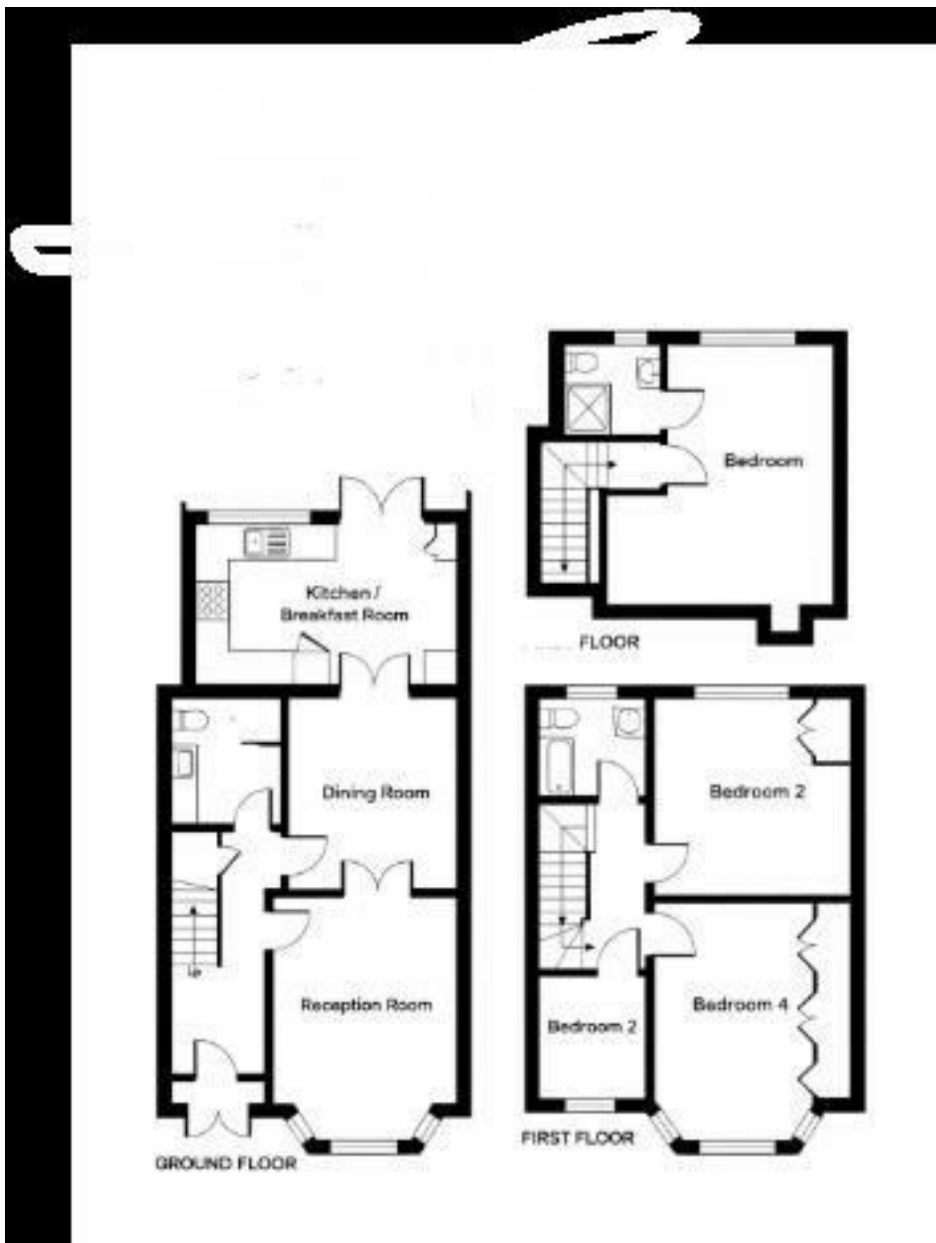 Bedroom
FLOOR
Kitchen /
Breakfast Room
Dining Room
Reception Room
GROUND FLOOR
Bedroom 2
Bedroom 4
Bedroom 2
FIRST FLOOR